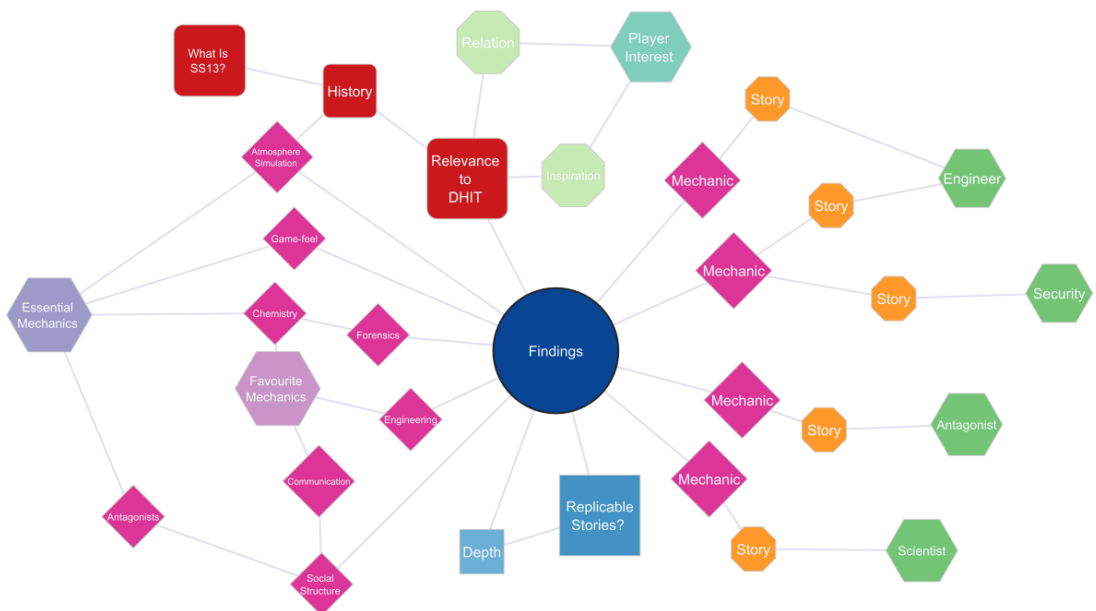 What Is
SS13?
History
Relation
Player
Interest
Relevance
to
DHIT
Inspiration
Atmosphere
Simulation
Game-feel
Essential
Mechanics
Chemistry
Forensics
Favourite
Mechanics
Engineering
Communication
Antagonists
Social
Structure
Findings
Depth
Replicable
Stories?
Story
Mechanic
Engineer
Story
Mechanic
Story
Security
Mechanic
Story
Antagonist
Mechanic
Story
Scientist